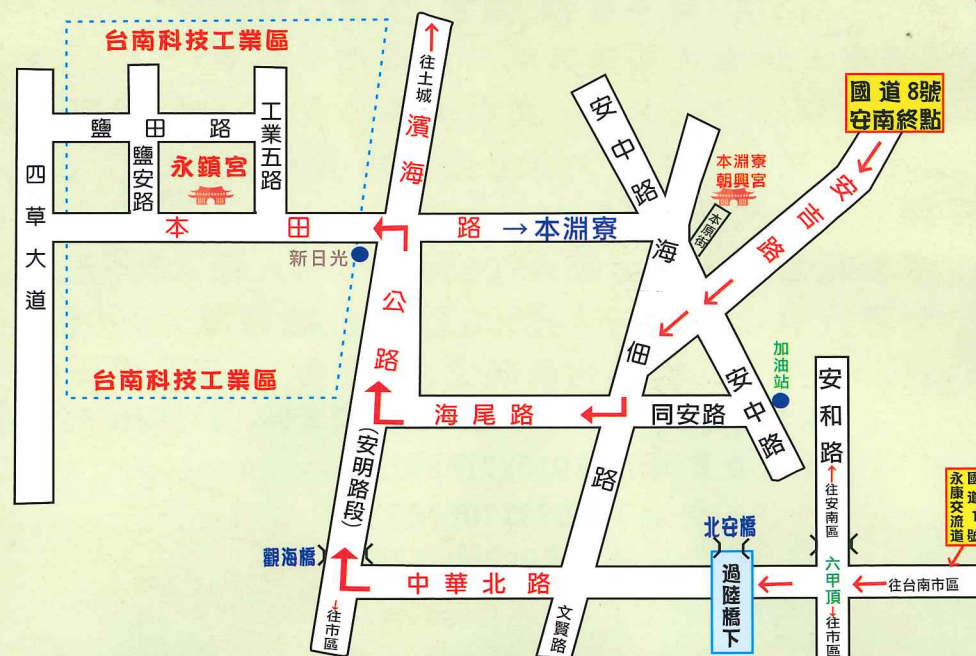 台南科技工業區
往土城
濱海公路
安中路
國道8號
安南終點
鹽田路
工業五路
鹽安路
永鎮宮
四草大道
本淵寮
朝興宮
本原街
安吉路
本田路
→本淵寮
新日光
海佃路
台南科技工業區
海尾路
同安路
安中路
加油站
安和路
(安明路段)
往安南區
國道1號
永康交流道
觀海橋
北安橋
中華北路
過陸橋下
六甲頂
往台南市區
往市區
文賢路
往市區